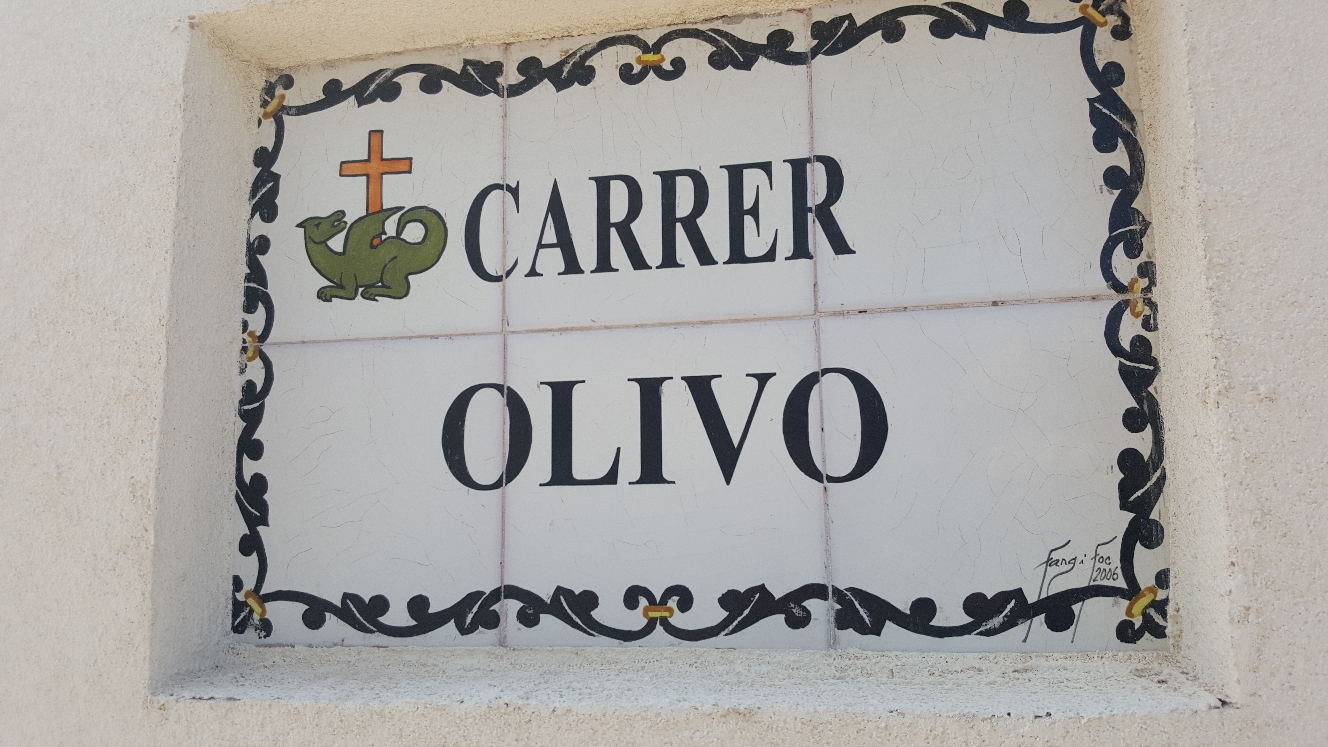 CARRER
OLIVO
Fang i Foc
2006